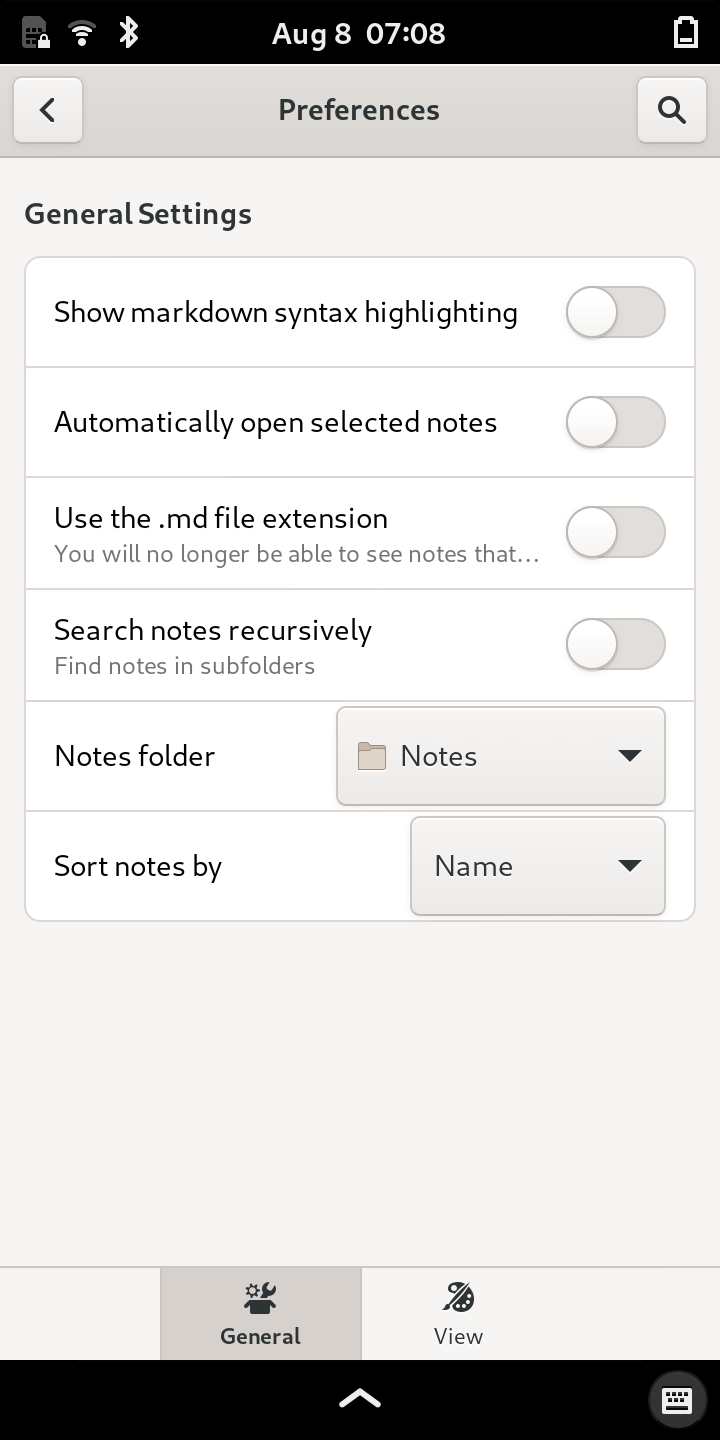 Aug 8 07:08
Preferences
General Settings
Show markdown syntax highlighting
Automatically open selected notes
Use the .md file extension
You will no longer be able to see notes that…
Search notes recursively
Find notes in subfolders
Notes folder
Notes
Sort notes by
Name
General
View